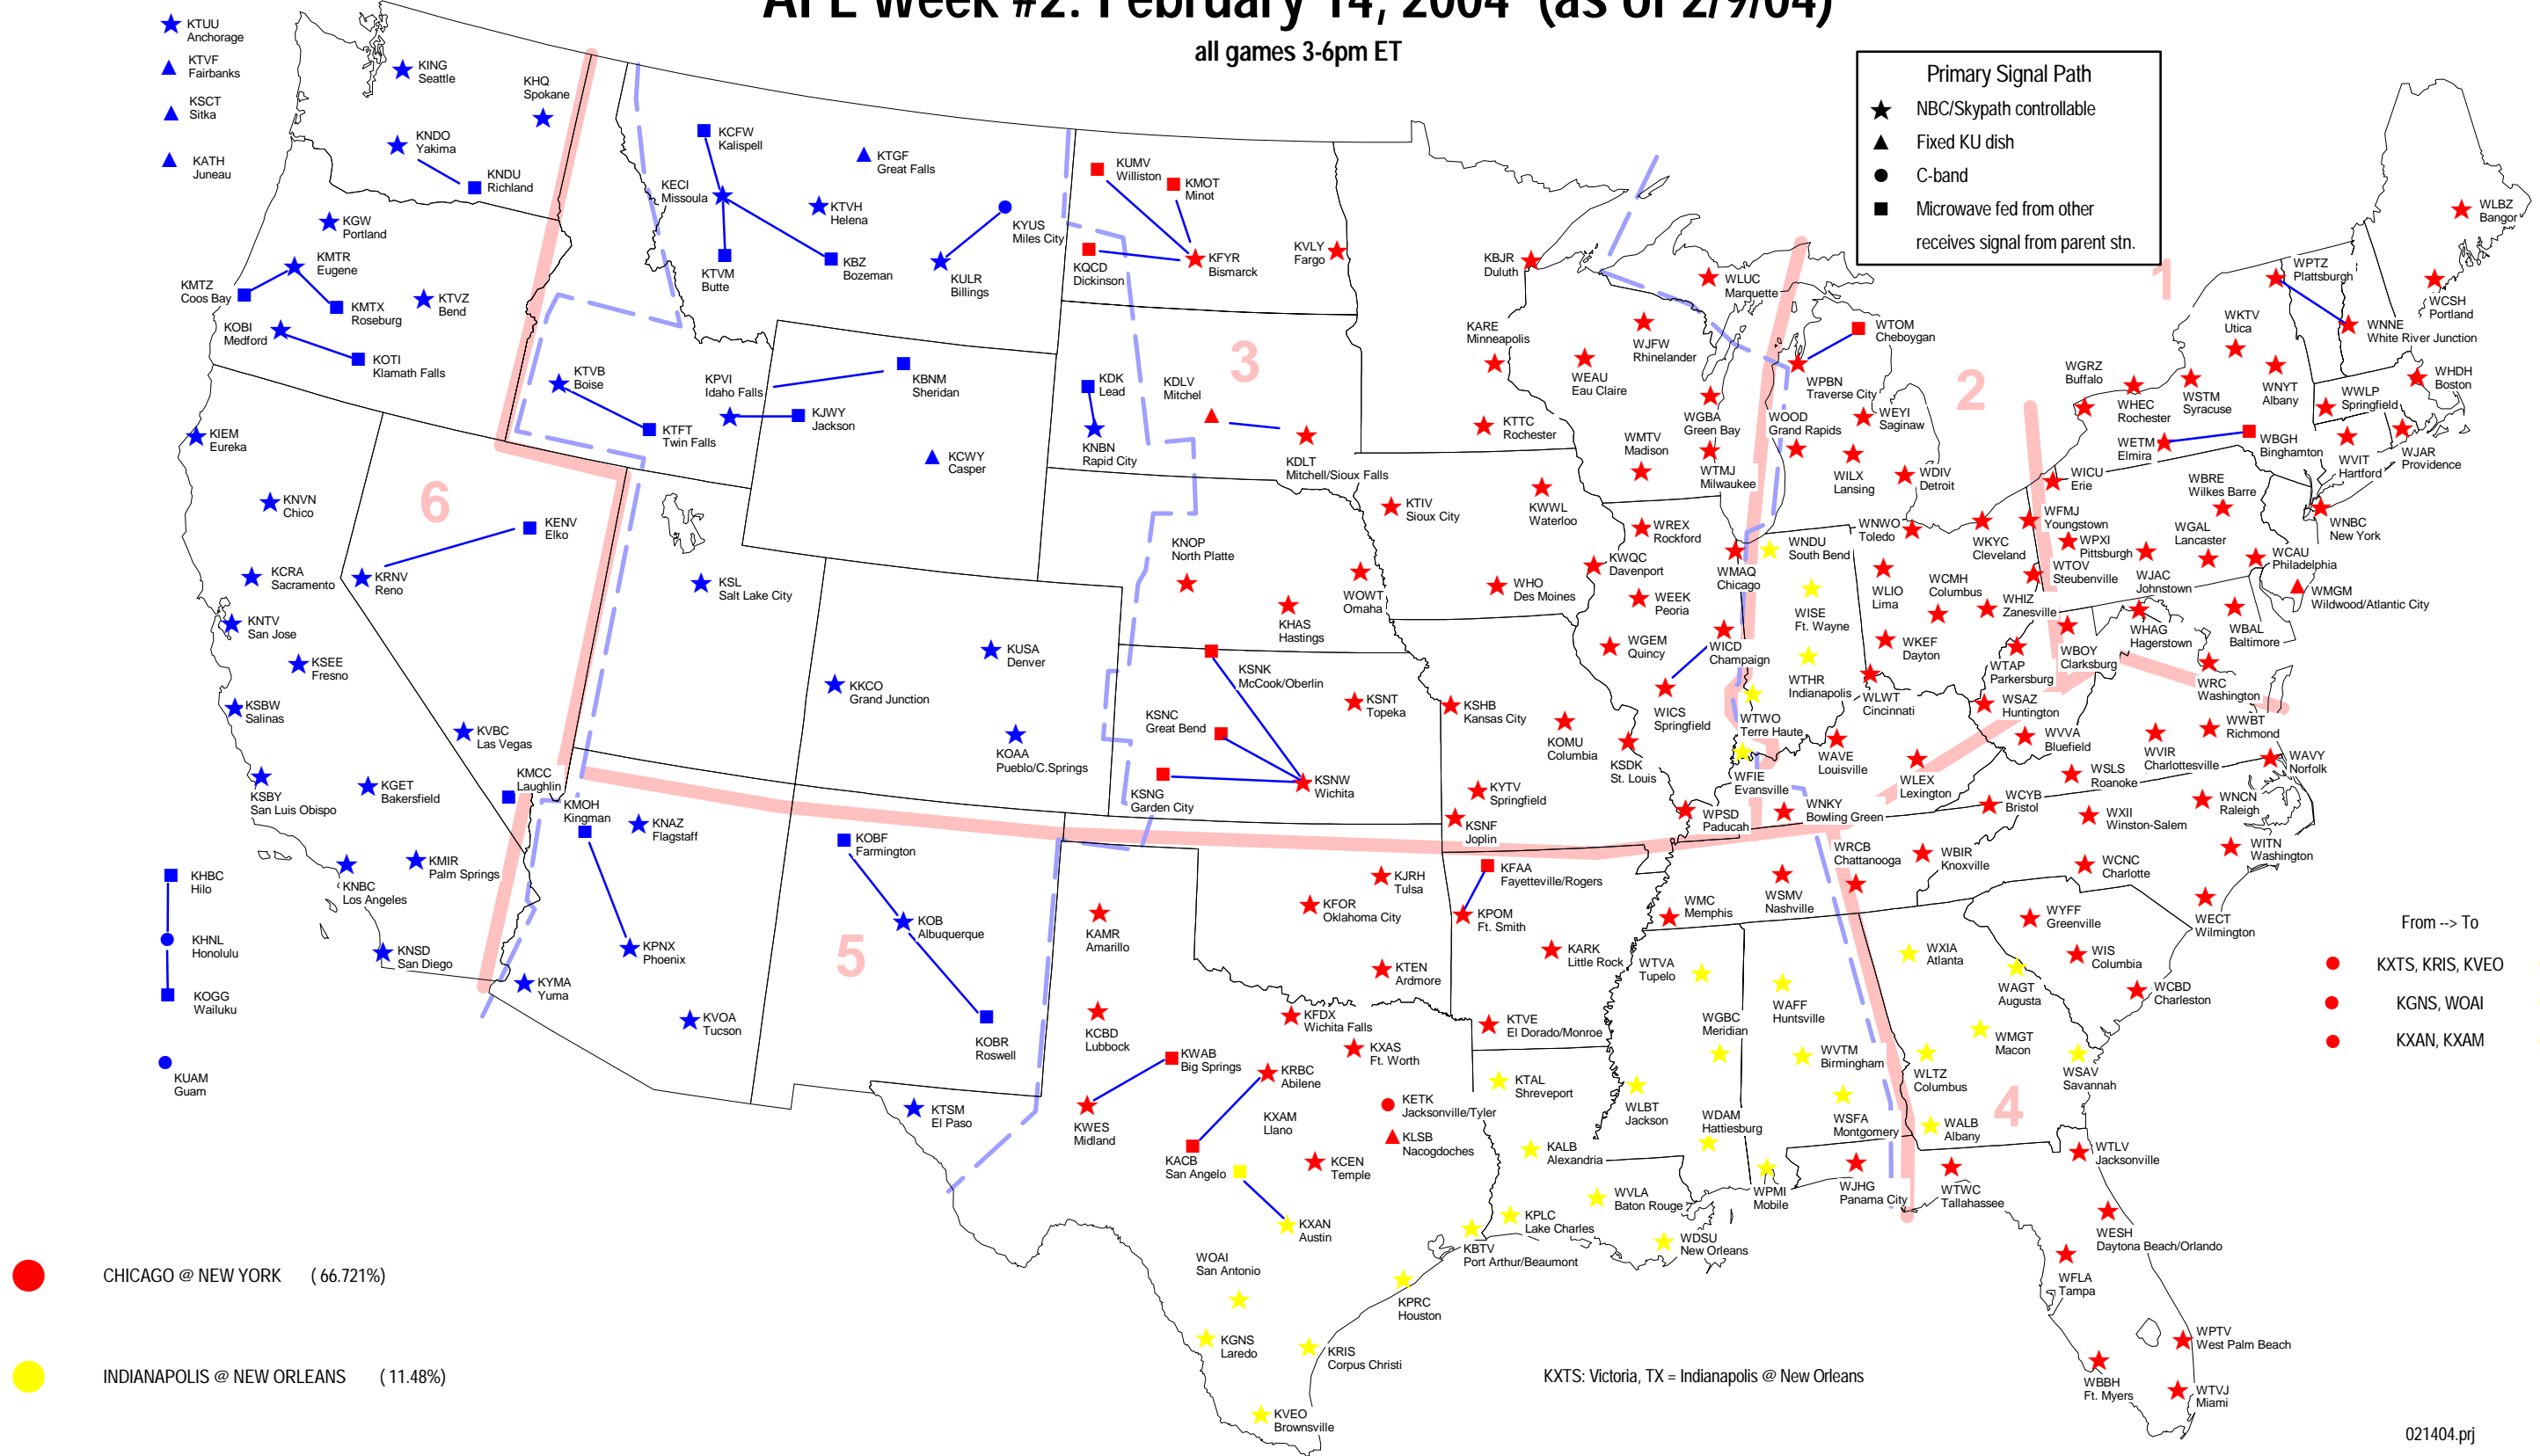 AFL Week #2: February 14, 2004 (as of 2/9/04)
all games 3-6pm ET
Primary Signal Path
NBC/Skypath controllable
Fixed KU dish
C-band
Microwave fed from other
receives signal from parent stn.
KTUU
Anchorage
KTVF
Fairbanks
KSCT
Sitka
KATH
Juneau
KING
Seattle
KHQ
Spokane
KNDO
Yakima
KNDU
Richland
KGW
Portland
KMTR
Eugene
KMTZ
Coos Bay
KMTX
Roseburg
KTVZ
Bend
KOBI
Medford
KOTI
Klamath Falls
KCFW
Kalispell
KTGF
Great Falls
KECI
Missoula
KTVH
Helena
KYUS
Miles City
KTVM
Butte
KBZ
Bozeman
KULR
Billings
KTVB
Boise
KTFT
Twin Falls
KPVI
Idaho Falls
KBNM
Sheridan
KJWY
Jackson
KCWY
Casper
KUMV
Williston
KMOT
Minot
KQCD
Dickinson
KFYR
Bismarck
KVLY
Fargo
KDK
Lead
KNBN
Rapid City
KDLV
Mitchel
KDLT
Mitchell/Sioux Falls
3
KBJR
Duluth
KARE
Minneapolis
KTTC
Rochester
WEAU
Eau Claire
WJFW
Rhinelander
WLUC
Marquette
WGBA
Green Bay
WMTV
Madison
WTMJ
Milwaukee
WTOM
Cheboygan
WPBN
Traverse City
WOOD
Grand Rapids
WEYI
Saginaw
WILX
Lansing
WDIV
Detroit
2
1
WLBZ
Bangor
WCSH
Portland
WPTZ
Plattsburgh
WNNE
White River Junction
WKTV
Utica
WGRZ
Buffalo
WHEC
Rochester
WSTM
Syracuse
WNYT
Albany
WHDH
Boston
WWLP
Springfield
WETM
Elmira
WBGH
Binghamton
WVIT
Hartford
WJAR
Providence
WICU
Erie
WBRE
Wilkes Barre
WNBC
New York
WFMJ
Youngstown
WPXI
Pittsburgh
WGAL
Lancaster
WCAU
Philadelphia
WTOV
Steubenville
WJAC
Johnstown
WMGM
Wildwood/Atlantic City
WHAG
Hagerstown
WBAL
Baltimore
WBOY
Clarksburg
WRC
Washington
WNWO
Toledo
WKYC
Cleveland
WLIO
Lima
WCMH
Columbus
WHIZ
Zanesville
WKEF
Dayton
WTAP
Parkersburg
WLWT
Cincinnati
WSAZ
Huntington
WVVA
Bluefield
WVIR
Charlottesville
WWBT
Richmond
WAVY
Norfolk
WSLS
Roanoke
WNDU
South Bend
WISE
Ft. Wayne
WTHR
Indianapolis
WTWO
Terre Haute
WFIE
Evansville
WAVE
Louisville
WLEX
Lexington
WNKY
Bowling Green
WPSD
Paducah
WREX
Rockford
WMAQ
Chicago
WEEK
Peoria
WICD
Champaign
WGEM
Quincy
WICS
Springfield
KTIV
Sioux City
KWWL
Waterloo
KWQC
Davenport
WHO
Des Moines
KNOP
North Platte
WOWT
Omaha
KHAS
Hastings
KSNK
McCook/Oberlin
KSNT
Topeka
KSNC
Great Bend
KSNG
Garden City
KSNW
Wichita
KSHB
Kansas City
KOMU
Columbia
KSDK
St. Louis
KYTV
Springfield
KSNF
Joplin
KIEM
Eureka
KNVN
Chico
6
KENV
Elko
KCRA
Sacramento
KRNV
Reno
KNTV
San Jose
KSEE
Fresno
KSBW
Salinas
KVBC
Las Vegas
KSBY
San Luis Obispo
KGET
Bakersfield
KMCC
Laughlin
KNBC
Los Angeles
KMIR
Palm Springs
KNSD
San Diego
KSL
Salt Lake City
KKCO
Grand Junction
KUSA
Denver
KOAA
Pueblo/C.Springs
KMOH
Kingman
KNAZ
Flagstaff
KPNX
Phoenix
KYMA
Yuma
KVOA
Tucson
5
KOBF
Farmington
KOB
Albuquerque
KOBR
Roswell
KTSM
El Paso
KHBC
Hilo
KHNL
Honolulu
KOGG
Wailuku
KUAM
Guam
KAMR
Amarillo
KCBD
Lubbock
KWAB
Big Springs
KWES
Midland
KRBC
Abilene
KACB
San Angelo
KXAM
Llano
KXAN
Austin
WOAI
San Antonio
KGNS
Laredo
KRIS
Corpus Christi
KVEO
Brownsville
KJRH
Tulsa
KFOR
Oklahoma City
KTEN
Ardmore
KFDX
Wichita Falls
KXAS
Ft. Worth
KETK
Jacksonville/Tyler
KLSB
Nacogdoches
KCEN
Temple
KPRC
Houston
KBTV
Port Arthur/Beaumont
KFAA
Fayetteville/Rogers
KPOM
Ft. Smith
KARK
Little Rock
KTVE
El Dorado/Monroe
KTAL
Shreveport
KALB
Alexandria
KPLC
Lake Charles
WVLA
Baton Rouge
WDSU
New Orleans
WMC
Memphis
WSMV
Nashville
WRCB
Chattanooga
WBIR
Knoxville
WCYB
Bristol
WTVA
Tupelo
WGBC
Meridian
WLBT
Jackson
WDAM
Hattiesburg
WAFF
Huntsville
WVTM
Birmingham
WSFA
Montgomery
WPMI
Mobile
WXII
Winston-Salem
WNCN
Raleigh
WITN
Washington
WCNC
Charlotte
WECT
Wilmington
WYFF
Greenville
WIS
Columbia
WCBD
Charleston
WXIA
Atlanta
WAGT
Augusta
WMGT
Macon
WLTZ
Columbus
WSAV
Savannah
WALB
Albany
4
WJHG
Panama City
WTWC
Tallahassee
WTLV
Jacksonville
WESH
Daytona Beach/Orlando
WFLA
Tampa
WPTV
West Palm Beach
WBBH
Ft. Myers
WTVJ
Miami
From --> To
KXTS, KRIS, KVEO
KGNS, WOAI
KXAN, KXAM
CHICAGO @ NEW YORK ( 66.721%)
INDIANAPOLIS @ NEW ORLEANS ( 11.48%)
KXTS: Victoria, TX = Indianapolis @ New Orleans
021404.prj